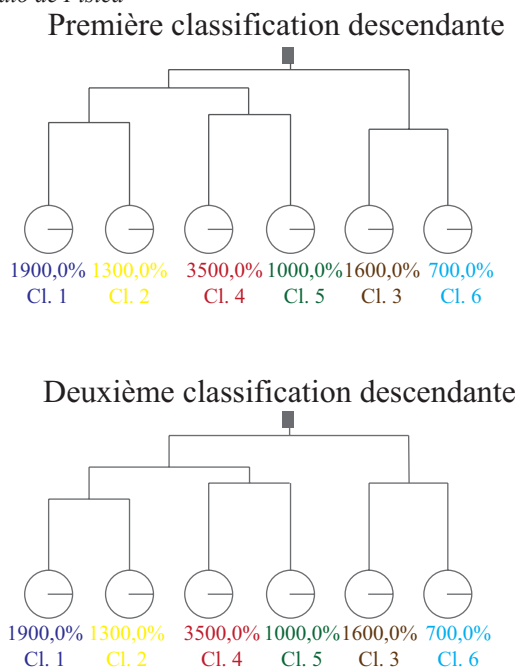 Première classification descendante
1900,0% 1300,0% 3500,0% 1000,0% 1600,0% 700,0%
Cl. 1 Cl. 2 Cl. 4 Cl. 5 Cl. 3 Cl. 6
Deuxième classification descendante
1900,0% 1300,0% 3500,0% 1000,0% 1600,0% 700,0%
Cl. 1 Cl. 2 Cl. 4 Cl. 5 Cl. 3 Cl. 6